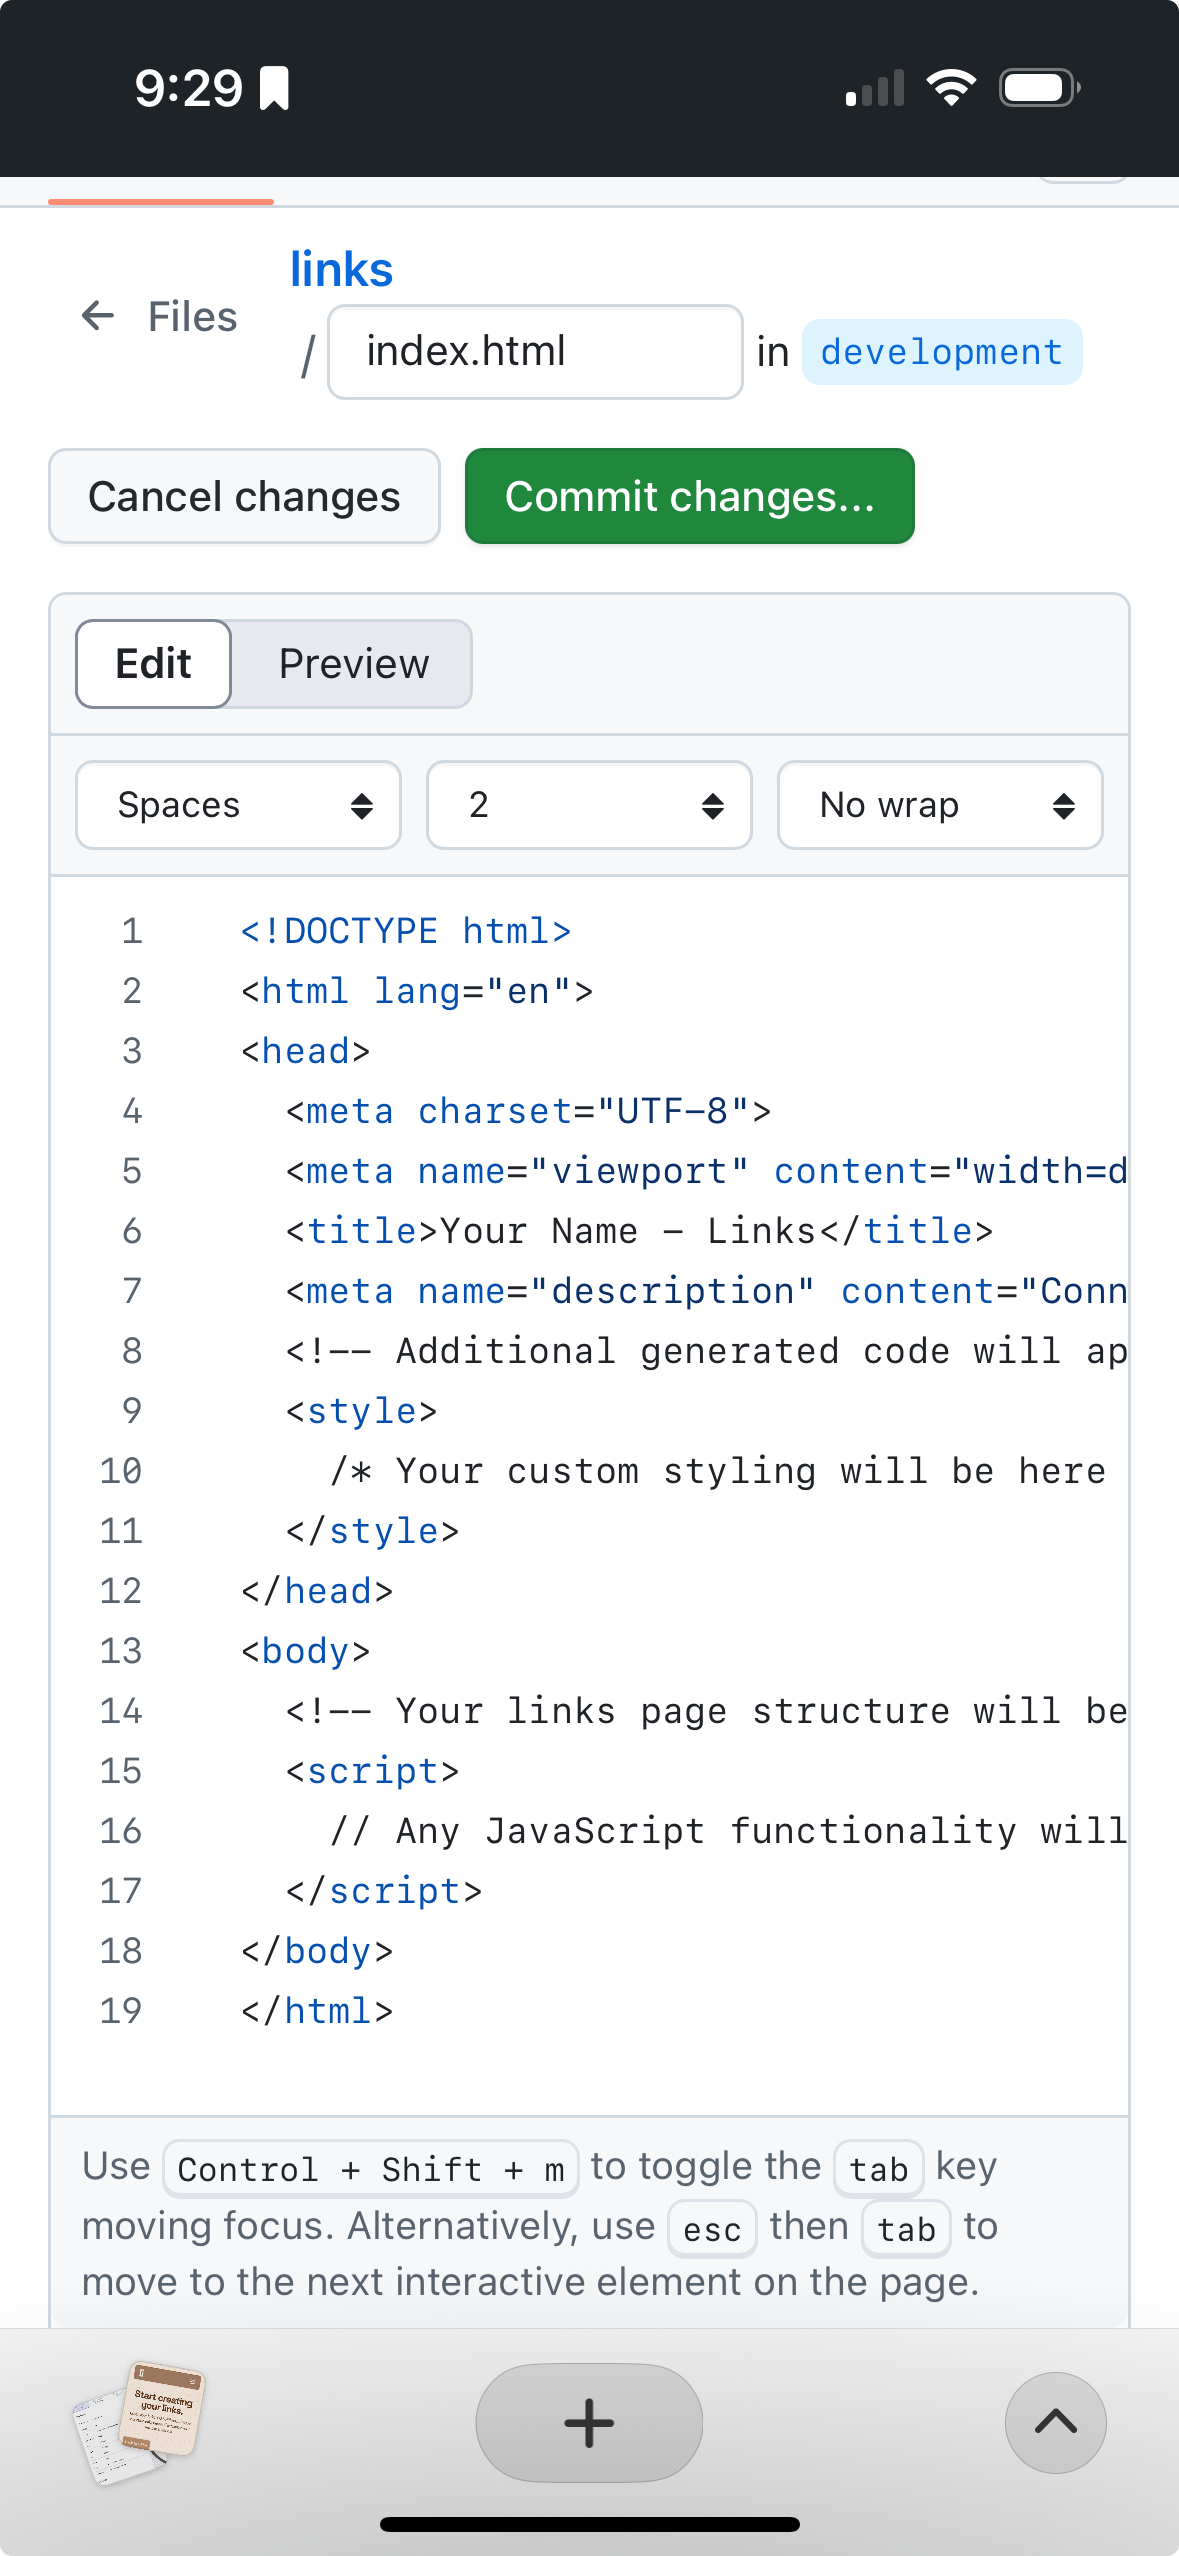 9:29
links
Files
/ index.html in development
Cancel changes
Commit changes...
Edit
Preview
Spaces
2
No wrap
1 <!DOCTYPE html>
2 <html lang="en">
3 <head>
4 <meta charset="UTF-8">
5 <meta name="viewport" content="width=d
6 <title>Your Name – Links</title>
7 <meta name="description" content="Conn
8 <!-- Additional generated code will ap
9 <style>
10 /* Your custom styling will be here
11 </style>
12 </head>
13 <body>
14 <!-- Your links page structure will be
15 <script>
16 // Any JavaScript functionality will
17 </script>
18 </body>
19 </html>
Use Control + Shift + m to toggle the tab key
moving focus. Alternatively, use esc then tab to
move to the next interactive element on the page.
Start creating
your links.